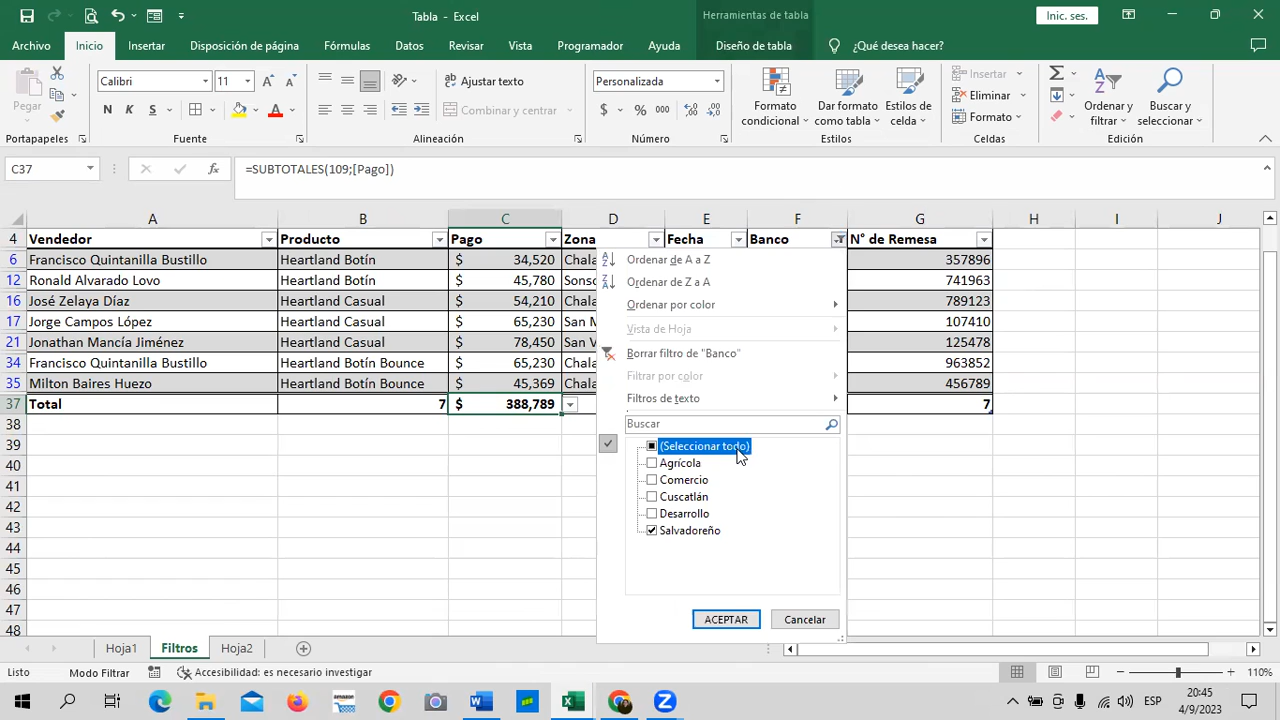 Tabla - Excel
Herramientas de tabla
Inic. ses.
Archivo Inicio Insertar Disposición de página Fórmulas Datos Revisar Vista Programador Ayuda Diseño de tabla ¿Qué desea hacer?
Pegar
Calibri 11
N K S
Ajustar texto
Combinar y centrar
Personalizada
$ % 000
Formato condicional
Dar formato como tabla
Estilos de celda
Insertar
Eliminar
Formato
Ordenar y filtrar
Buscar y seleccionar
Portapapeles Fuente Alineación Número Estilos Celdas Edición
C37 fx =SUBTOTALES(109;[Pago])
A B C D E F G H I J
4 Vendedor Producto Pago Zona Fecha Banco N° de Remesa
6 Francisco Quintanilla Bustillo Heartland Botín $ 34,520 Chala 357896
12 Ronald Alvarado Lovo Heartland Botín $ 45,780 Sonso 741963
16 José Zelaya Díaz Heartland Casual $ 54,210 Chala 789123
17 Jorge Campos López Heartland Casual $ 65,230 San M 107410
21 Jonathan Mancía Jiménez Heartland Casual $ 78,450 San V 125478
34 Francisco Quintanilla Bustillo Heartland Botín Bounce $ 65,230 Chala 963852
35 Milton Baires Huezo Heartland Botín Bounce $ 45,369 Chala 456789
37 Total 7 $ 388,789 7
38
39
40
41
42
43
44
45
46
47
48
Ordenar de A a Z
Ordenar de Z a A
Ordenar por color
Vista de Hoja
Borrar filtro de "Banco"
Filtrar por color
Filtros de texto
Buscar
(Seleccionar todo)
Agrícola
Comercio
Cuscatlán
Desarrollo
Salvadoreño
ACEPTAR Cancelar
Hoja1 Filtros Hoja2
Listo Modo Filtrar Accesibilidad: es necesario investigar 110%
ESP
20:45
4/9/2023